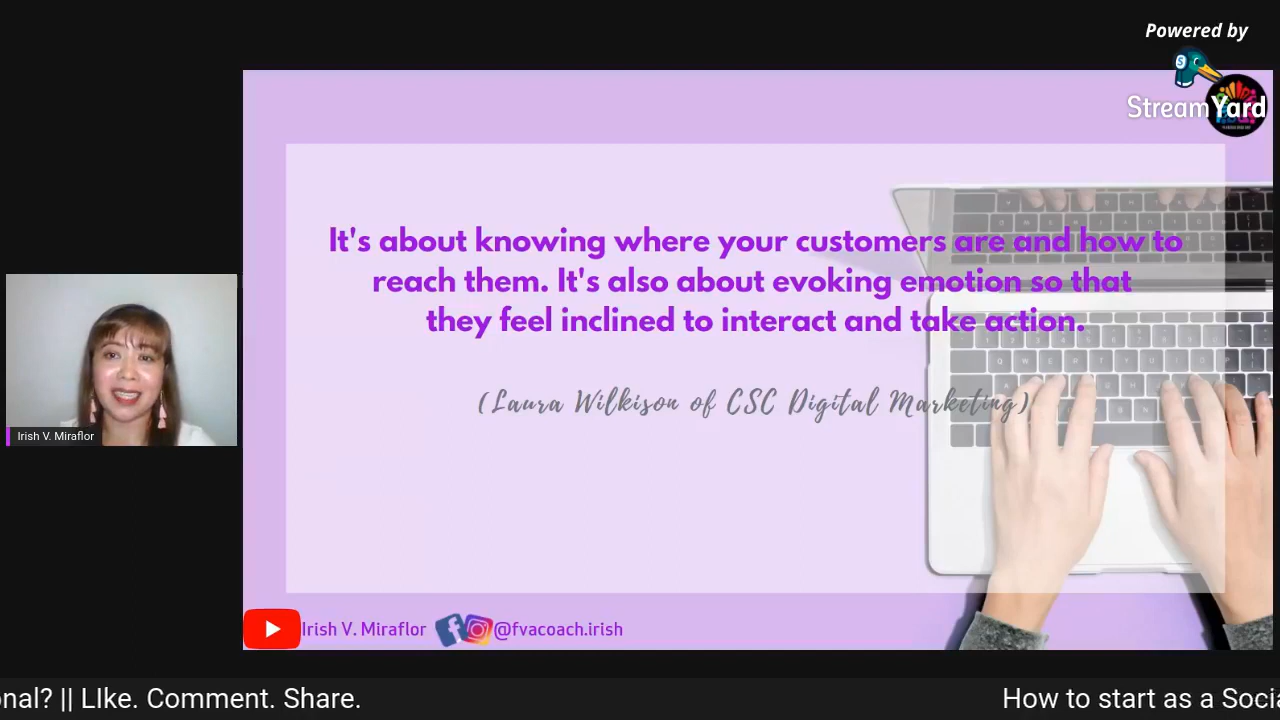 Powered by
StreamYard
It's about knowing where your customers are and how to
reach them. It's also about evoking emotion so that
they feel inclined to interact and take action.
(Laura Wilkison of CSC Digital Marketing)
Irish V. Miraflor
Irish V. Miraflor
@fvacoach.irish
onal? || LIke. Comment. Share.
How to start as a Socia